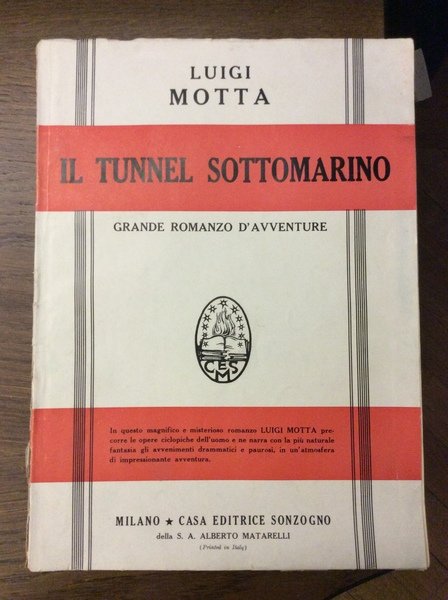 LUIGI
MOTTA
IL TUNNEL SOTTOMARINO
GRANDE ROMANZO D'AVVENTURE
C E S
M
In questo magnifico e misterioso romanzo LUIGI MOTTA pre-
corre le opere ciclopiche dell'uomo e ne narra con la più naturale
fantasia gli avvenimenti drammatici e paurosi, in un'atmosfera
di impressionante avventura.
MILANO ★ CASA EDITRICE SONZOGNO
della S. A. ALBERTO MATARELLI
(Printed in Italy)